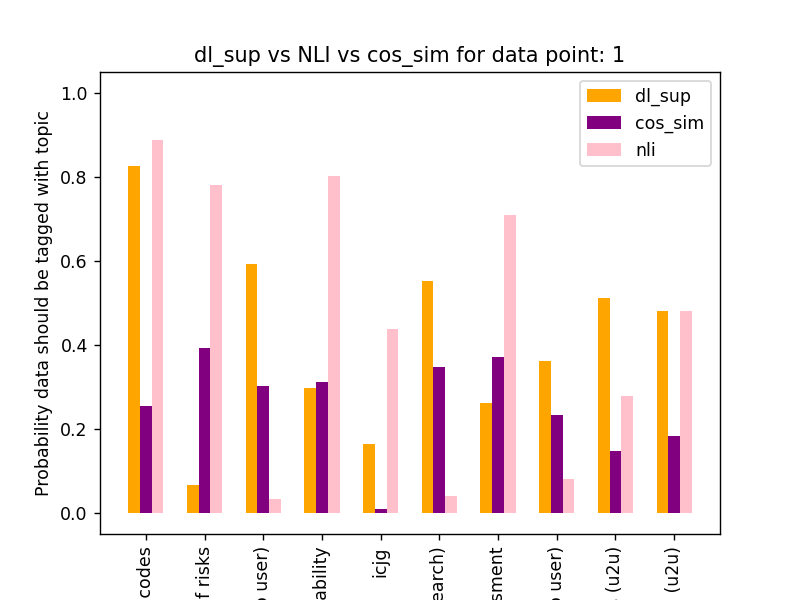 dl_sup vs NLI vs cos_sim for data point: 1
dl_sup
cos_sim
nli
Probability data should be tagged with topic
1.0
0.8
0.6
0.4
0.2
0.0
codes
f risks
user)
ability
icjg
earch)
sment
user)
(u2u)
(u2u)